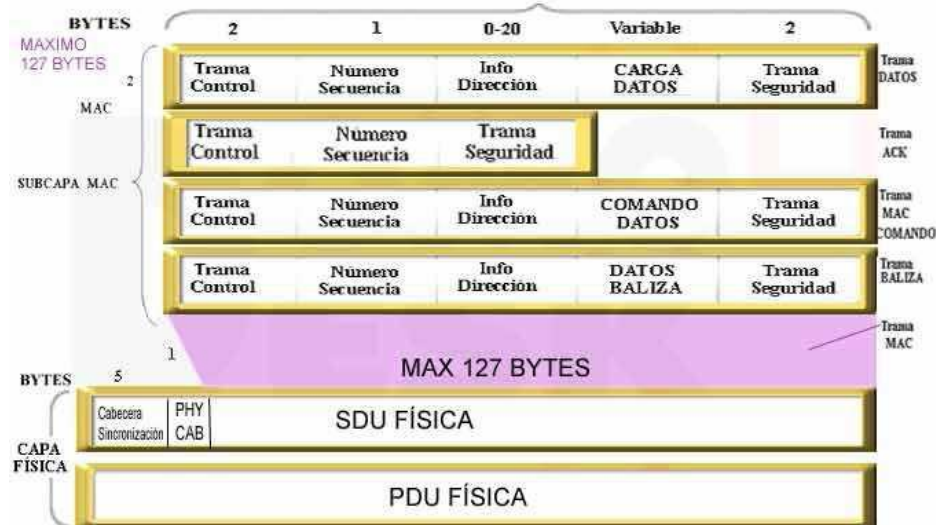 BYTES
2 1 0-20 Variable 2
MAXIMO
127 BYTES
2
MAC
SUBCAPA MAC
Trama Control Número Secuencia Info Dirección CARGA DATOS Trama Seguridad
Trama DATOS
Trama Control Número Secuencia Trama Seguridad
Trama ACK
Trama Control Número Secuencia Info Dirección COMANDO DATOS Trama Seguridad
Trama MAC COMANDO
Trama Control Número Secuencia Info Dirección DATOS BALIZA Trama Seguridad
Trama BALIZA
Trama MAC
MAX 127 BYTES
BYTES 5 1
Cabecera Sincronización PHY CAB SDU FÍSICA
CAPA FÍSICA
PDU FÍSICA